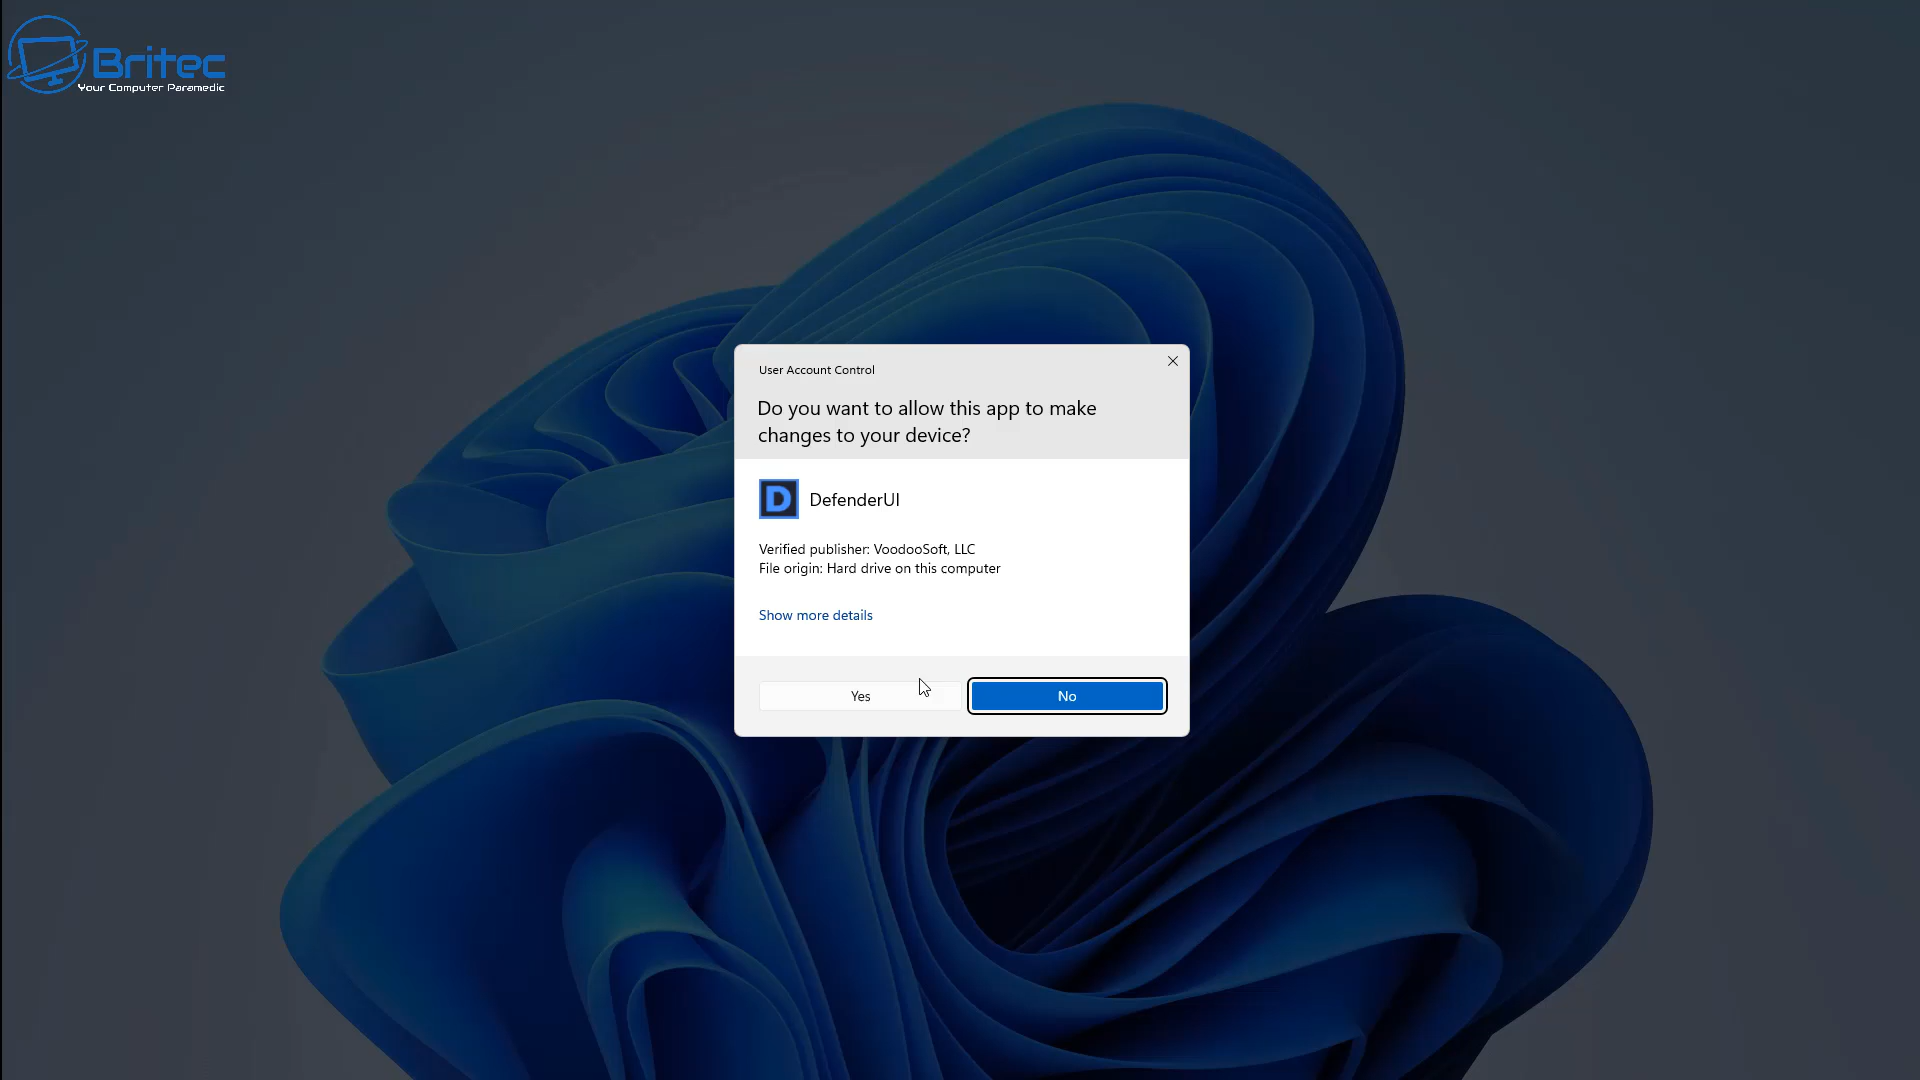 Britec
Your Computer Paramedic
User Account Control
Do you want to allow this app to make
changes to your device?
D
DefenderUI
Verified publisher: VoodooSoft, LLC
File origin: Hard drive on this computer
Show more details
Yes
No